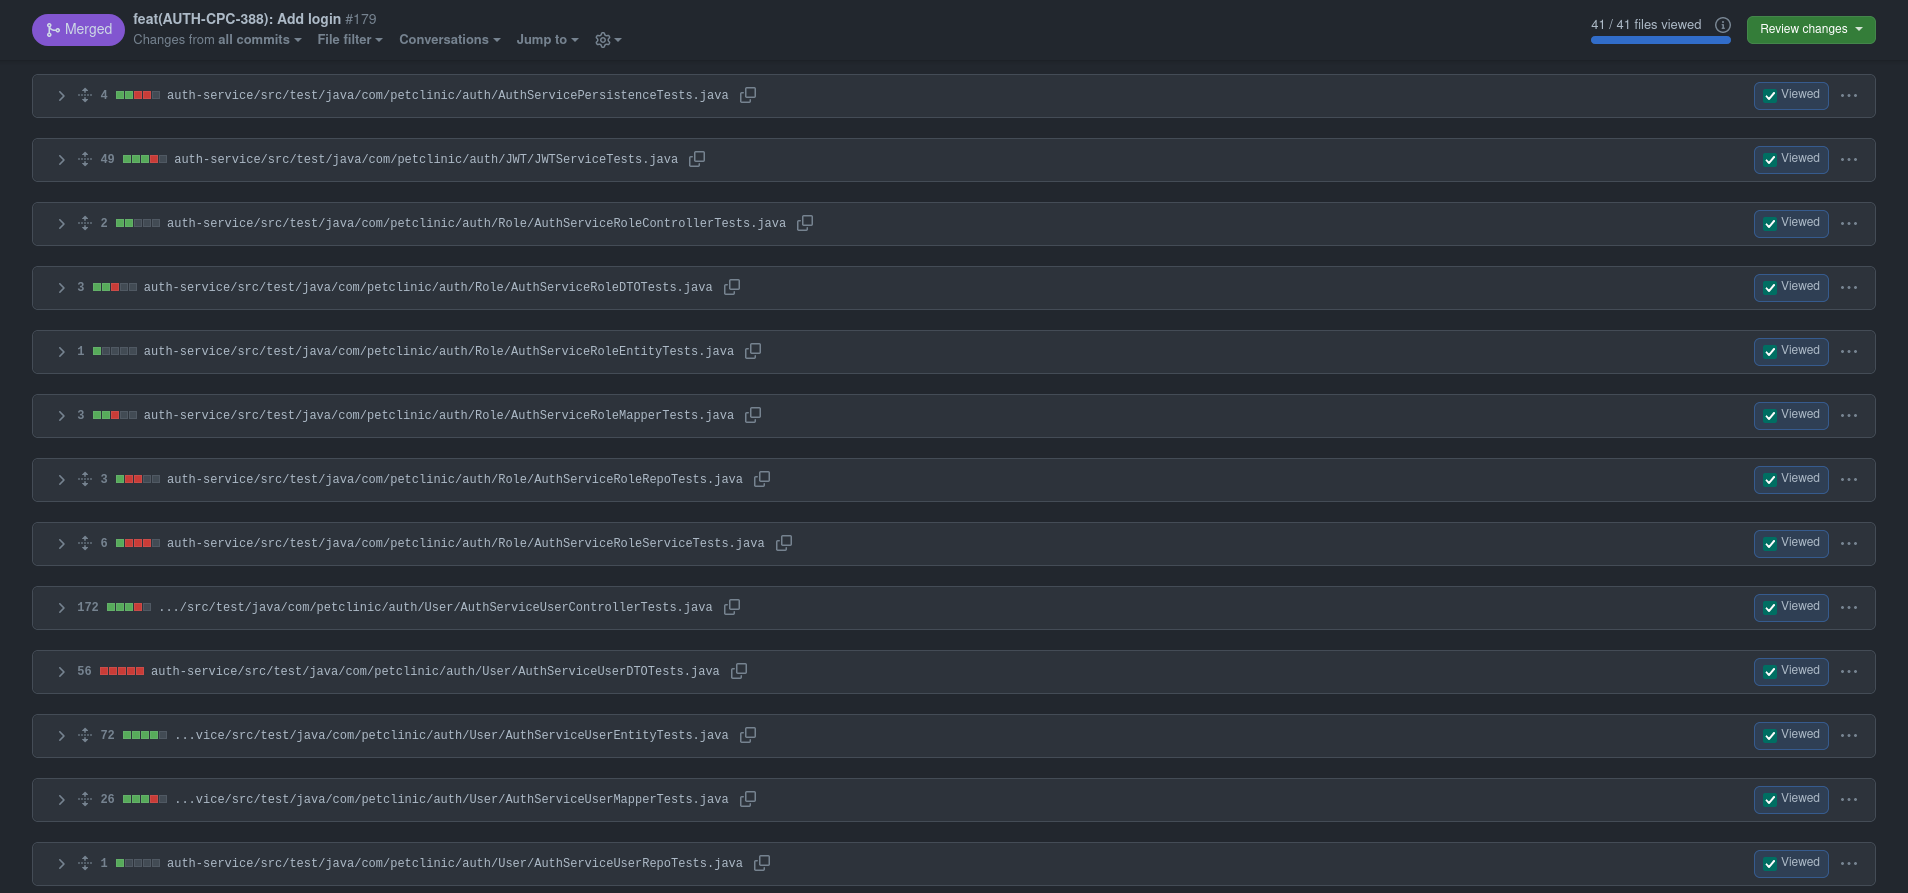 Merged
feat(AUTH-CPC-388): Add login #179
Changes from all commits File filter Conversations Jump to
41 / 41 files viewed
Review changes
4 auth-service/src/test/java/com/petclinic/auth/AuthServicePersistenceTests.java Viewed
49 auth-service/src/test/java/com/petclinic/auth/JWT/JWTServiceTests.java Viewed
2 auth-service/src/test/java/com/petclinic/auth/Role/AuthServiceRoleControllerTests.java Viewed
3 auth-service/src/test/java/com/petclinic/auth/Role/AuthServiceRoleDTOTests.java Viewed
1 auth-service/src/test/java/com/petclinic/auth/Role/AuthServiceRoleEntityTests.java Viewed
3 auth-service/src/test/java/com/petclinic/auth/Role/AuthServiceRoleMapperTests.java Viewed
3 auth-service/src/test/java/com/petclinic/auth/Role/AuthServiceRoleRepoTests.java Viewed
6 auth-service/src/test/java/com/petclinic/auth/Role/AuthServiceRoleServiceTests.java Viewed
172 .../src/test/java/com/petclinic/auth/User/AuthServiceUserControllerTests.java Viewed
56 auth-service/src/test/java/com/petclinic/auth/User/AuthServiceUserDTOTests.java Viewed
72 ...vice/src/test/java/com/petclinic/auth/User/AuthServiceUserEntityTests.java Viewed
26 ...vice/src/test/java/com/petclinic/auth/User/AuthServiceUserMapperTests.java Viewed
1 auth-service/src/test/java/com/petclinic/auth/User/AuthServiceUserRepoTests.java Viewed